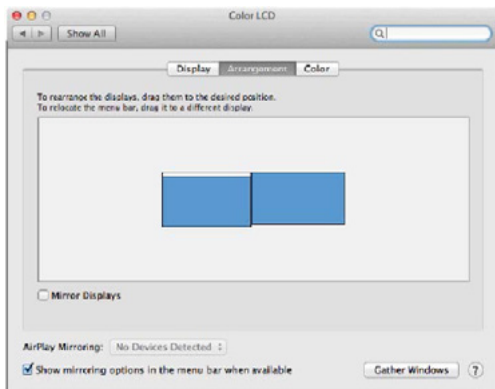 Color LCD
Show All
Display Arrangement Color
To rearrange the displays, drag them to the desired position.
To relocate the menu bar, drag it to a different display.
Mirror Displays
AirPlay Mirroring: No Devices Detected
Show mirroring options in the menu bar when available
Gather Windows ?